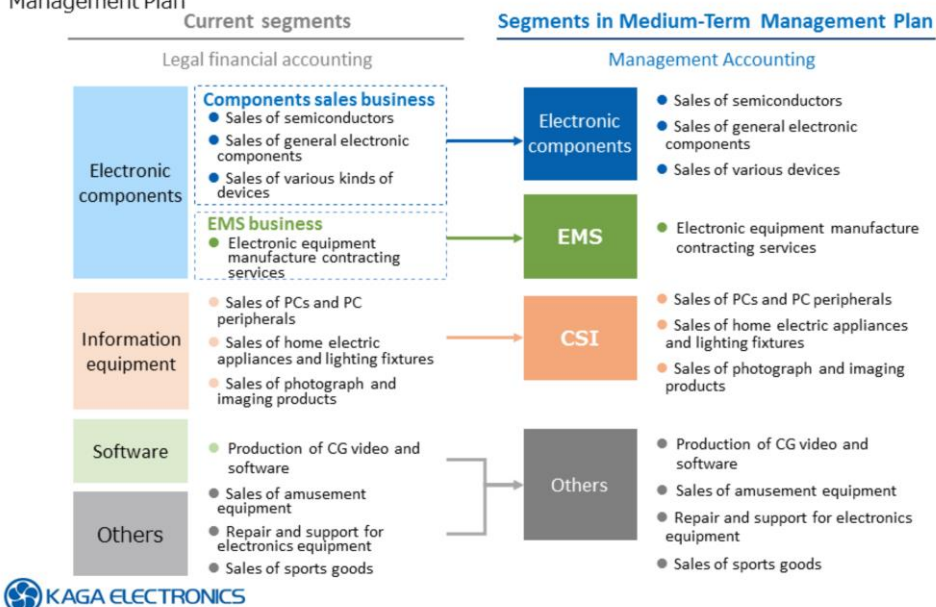 Management Plan
Current segments
Segments in Medium-Term Management Plan
Legal financial accounting
Management Accounting
Electronic
components
Components sales business
● Sales of semiconductors
● Sales of general electronic
components
● Sales of various kinds of
devices
EMS business
● Electronic equipment
manufacture contracting
services
Electronic
components
● Sales of semiconductors
● Sales of general electronic
components
● Sales of various devices
EMS
● Electronic equipment manufacture
contracting services
Information
equipment
● Sales of PCs and PC
peripherals
● Sales of home electric
appliances and lighting fixtures
● Sales of photograph and
imaging products
CSI
● Sales of PCs and PC peripherals
● Sales of home electric appliances
and lighting fixtures
● Sales of photograph and imaging
products
Software
● Production of CG video and
software
Others
● Sales of amusement
equipment
● Repair and support for
electronics equipment
● Sales of sports goods
Others
● Production of CG video and
software
● Sales of amusement equipment
● Repair and support for electronics
equipment
● Sales of sports goods
KAGA ELECTRONICS